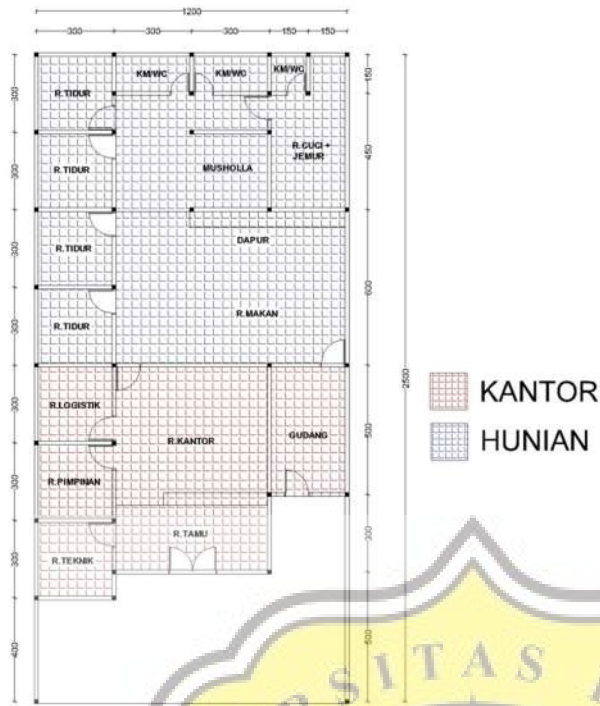 1200
300 300 300 150 150
KM/WC KM/WC KM/WC
R.TIDUR
R.CUCI +
JEMUR
R.TIDUR
MUSHOLLA
R.TIDUR
DAPUR
R.TIDUR
R.MAKAN
R.LOGISTIK
R.KANTOR
GUDANG
R.PIMPINAN
R.TAMU
R.TEKNIK
300
300
300
300
300
300
300
400
150
450
600
500
300
500
2500
KANTOR
HUNIAN
SITAS